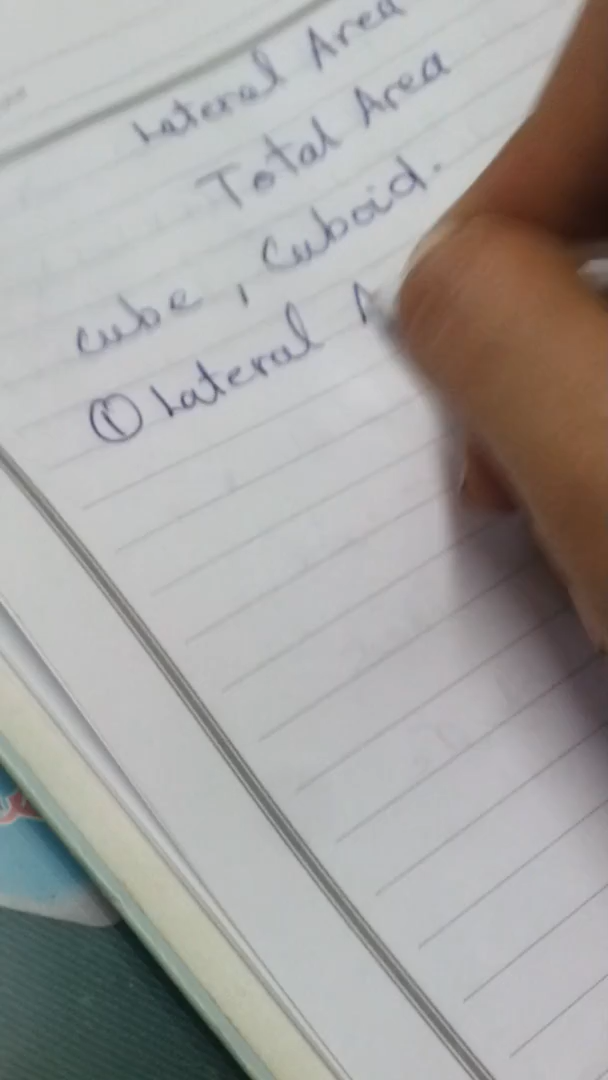 Lateral Area
Total Area
cube, Cuboid.
① Lateral A